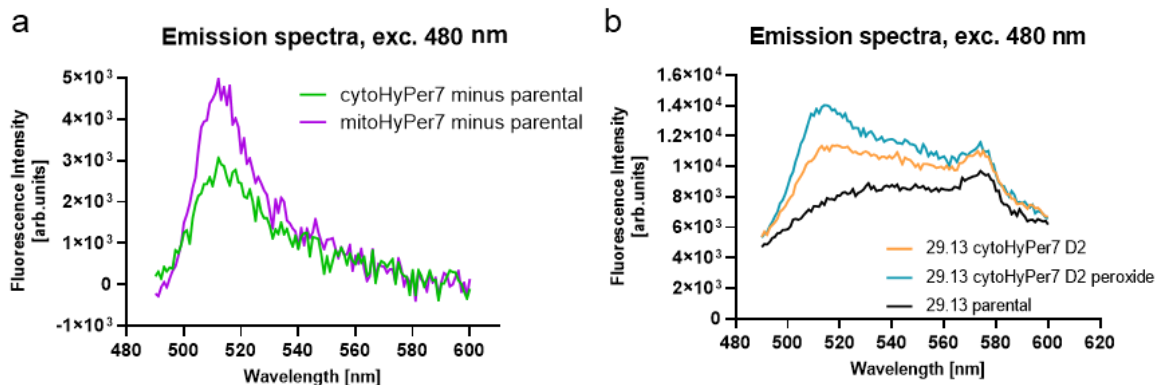 a
Emission spectra, exc. 480 nm
Fluorescence Intensity
[arb.units]
5×10³
4×10³
3×10³
2×10³
1×10³
0
-1×10³
cytoHyPer7 minus parental
mitoHyPer7 minus parental
480 500 520 540 560 580 600
Wavelength [nm]
b
Emission spectra, exc. 480 nm
Fluorescence Intensity
[arb.units]
1.6×10⁴
1.4×10⁴
1.2×10⁴
1×10⁴
8×10³
6×10³
4×10³
2×10³
0
29.13 cytoHyPer7 D2
29.13 cytoHyPer7 D2 peroxide
29.13 parental
480 500 520 540 560 580 600 620
Wavelength [nm]